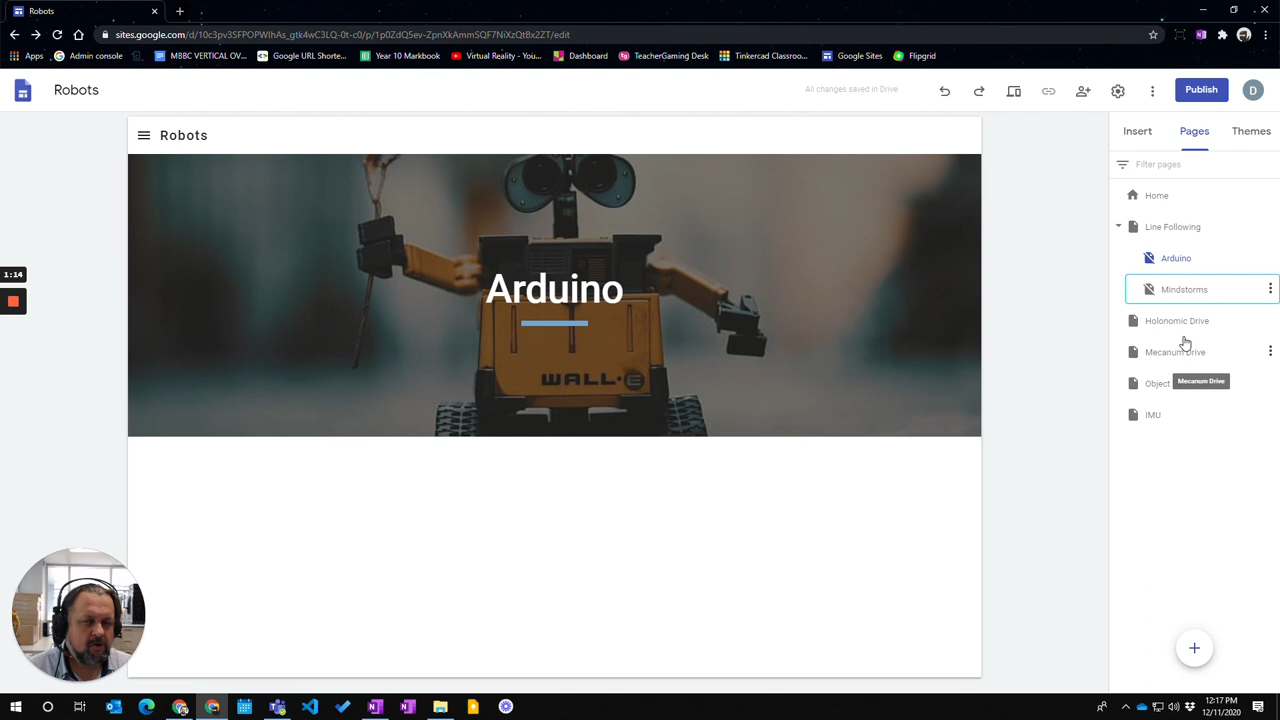 Robots
sites.google.com/d/10c3pv3SFPOPWIhAs_gtk4wC3LQ-0t-c0/p/1p0ZdQ5ev-ZpnXkAmmSQF7NiXzQtBx2ZT/edit
Apps Admin console MBBC VERTICAL OV... Google URL Shorte... Year 10 Markbook Virtual Reality - You... Dashboard TeacherGaming Desk Tinkercad Classroo... Google Sites Flipgrid
Robots
All changes saved in Drive
Publish
D
Robots
Insert Pages Themes
Filter pages
Home
Line Following
Arduino
Mindstorms
Holonomic Drive
Mecanum Drive
Object
Mecanum Drive
IMU
Arduino
WALL·E
1:14
12:17 PM
12/11/2020